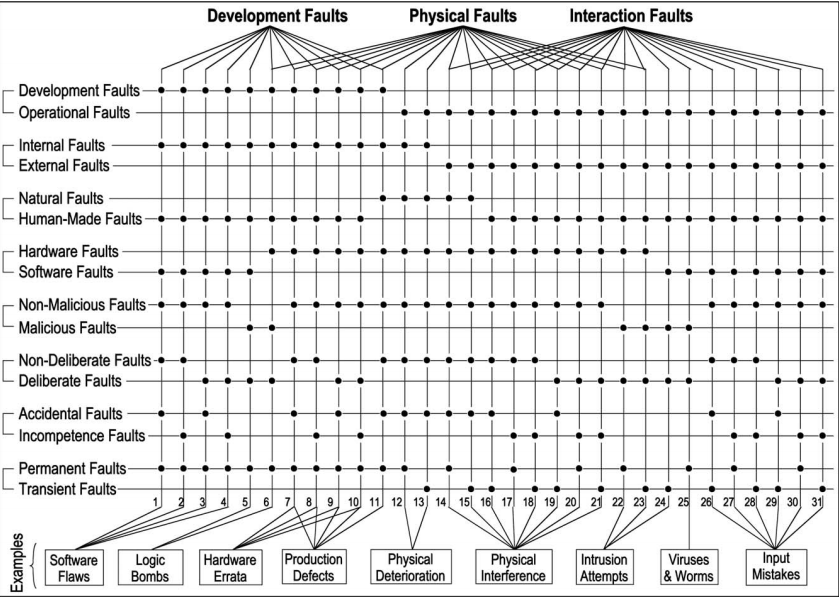 Development Faults Physical Faults Interaction Faults
Development Faults
Operational Faults
Internal Faults
External Faults
Natural Faults
Human-Made Faults
Hardware Faults
Software Faults
Non-Malicious Faults
Malicious Faults
Non-Deliberate Faults
Deliberate Faults
Accidental Faults
Incompetence Faults
Permanent Faults
Transient Faults
1 2 3 4 5 6 7 8 9 10 11 12 13 14 15 16 17 18 19 20 21 22 23 24 25 26 27 28 29 30 31
Examples
Software
Flaws
Logic
Bombs
Hardware
Errata
Production
Defects
Physical
Deterioration
Physical
Interference
Intrusion
Attempts
Viruses
& Worms
Input
Mistakes